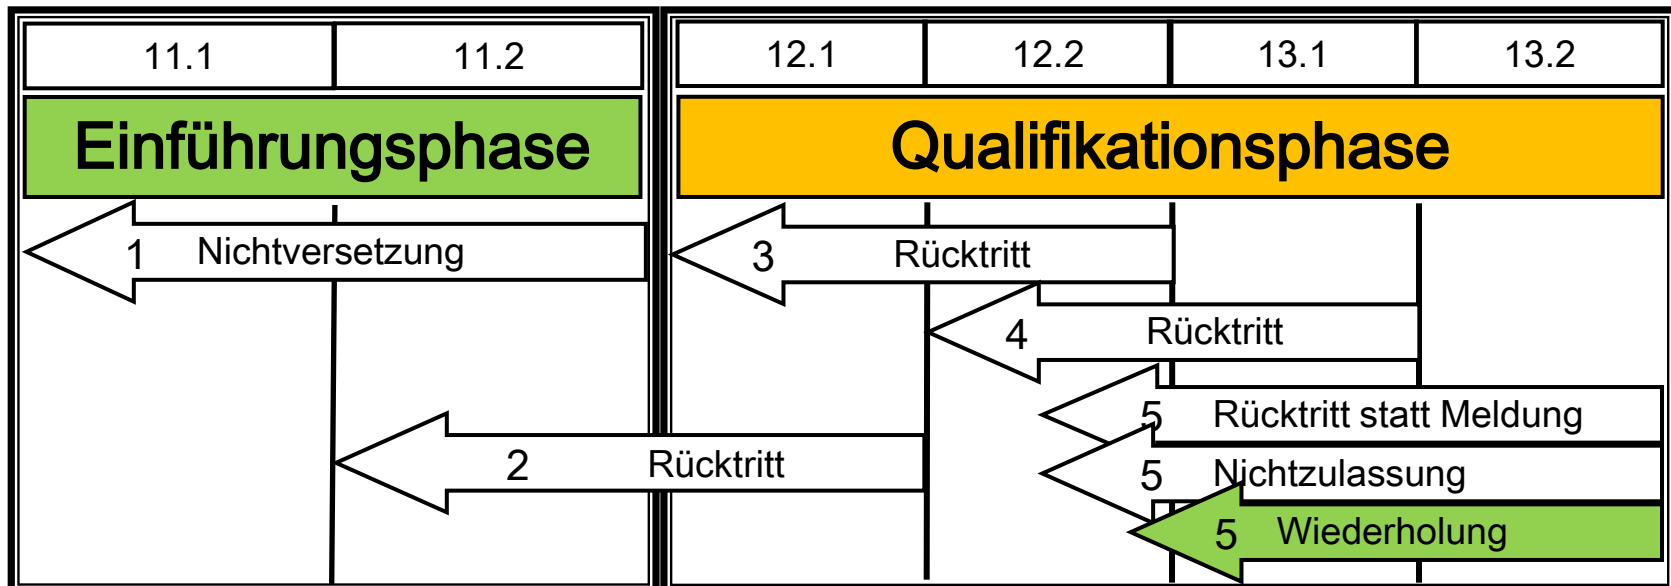 11.1 11.2 12.1 12.2 13.1 13.2
Einführungsphase Qualifikationsphase
1 Nichtversetzung 3 Rücktritt
4 Rücktritt
5 Rücktritt statt Meldung
2 Rücktritt 5 Nichtzulassung
5 Wiederholung